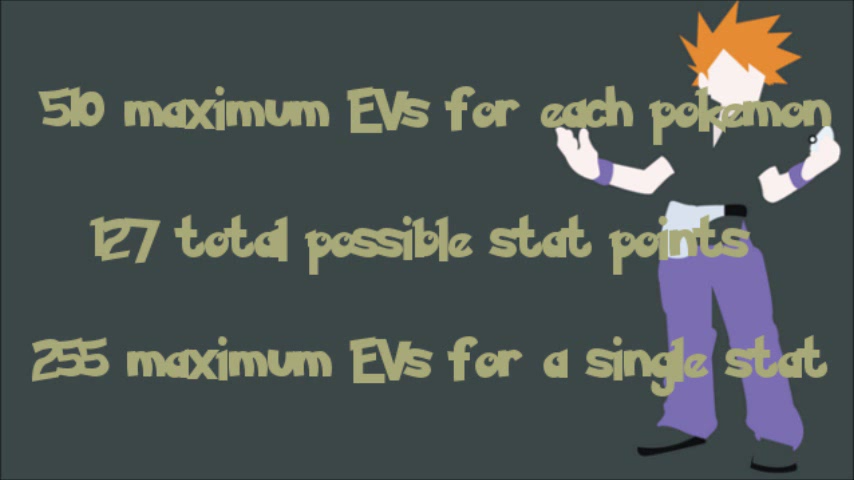 510 maximum EVs for each pokemon
127 total possible stat points
255 maximum EVs for a single stat